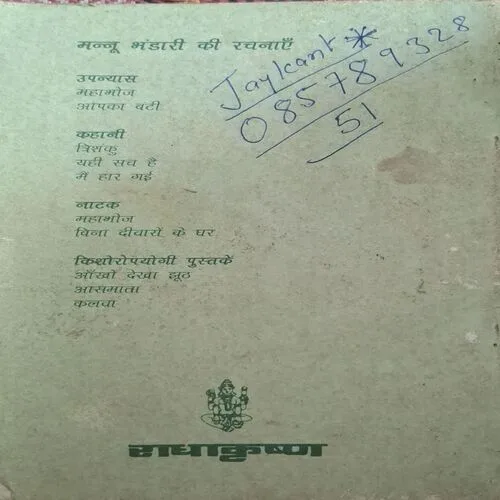 मन्नू भंडारी की रचनाएँ
Jaykant *
08578 9328
51
उपन्यास
महाभोज
आपका बंटी
कहानी
त्रिशंकु
यही सच है
मैं हार गई
नाटक
महाभोज
बिना दीवारों के घर
किशोरोपयोगी पुस्तकें
आँखों देखा झूठ
आसमाता
कलवा
राधाकृष्ण